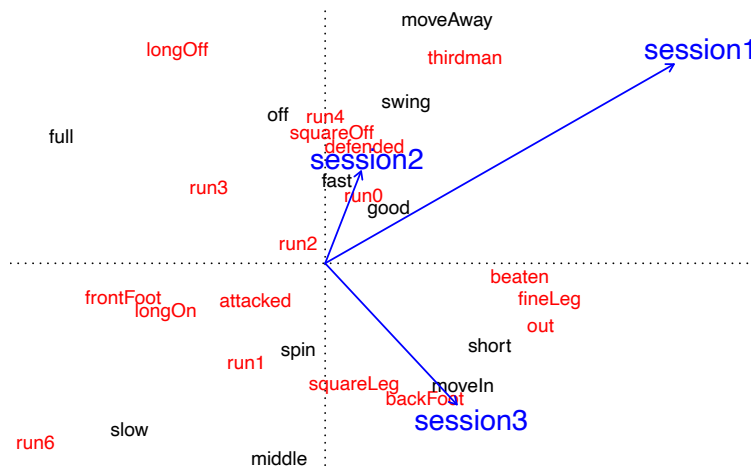 moveAway
longOff
session1
thirdman
swing
off
run4
full
squareOff
defended
session2
fast
run3
run0
good
run2
beaten
frontFoot
attacked
fineLeg
longOn
out
spin
short
run1
squareLeg
moveIn
backFoot
session3
slow
run6
middle